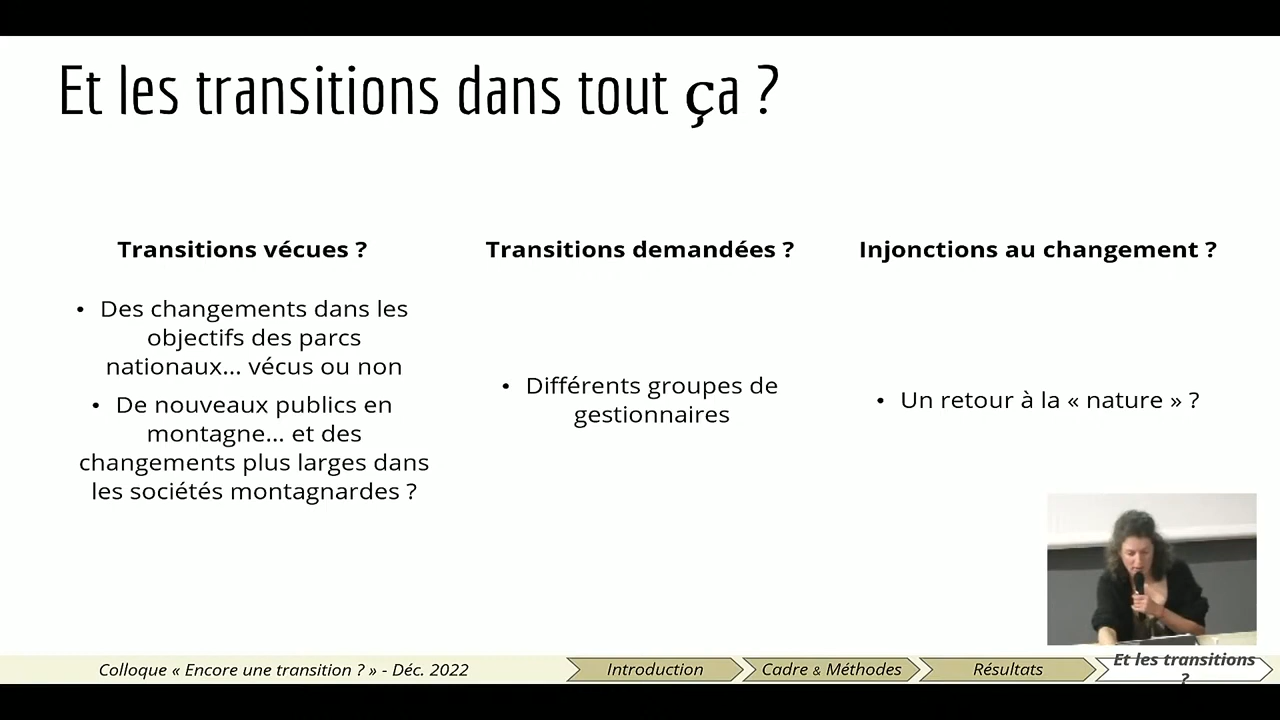 Et les transitions dans tout ça ?
Transitions vécues ?
• Des changements dans les
objectifs des parcs
nationaux... vécus ou non
• De nouveaux publics en
montagne... et des
changements plus larges dans
les sociétés montagnardes ?
Transitions demandées ?
• Différents groupes de
gestionnaires
Injonctions au changement ?
• Un retour à la « nature » ?
Colloque « Encore une transition ? » - Déc. 2022
Introduction
Cadre & Méthodes
Résultats
Et les transitions
?